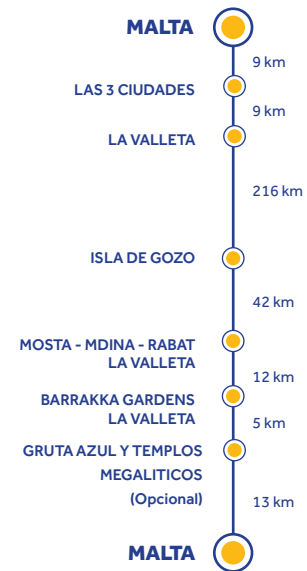 MALTA
9 km
LAS 3 CIUDADES
9 km
LA VALLETA
216 km
ISLA DE GOZO
42 km
MOSTA - MDINA - RABAT
LA VALLETA
12 km
BARRAKKA GARDENS
LA VALLETA
5 km
GRUTA AZUL Y TEMPLOS
MEGALITICOS
(Opcional)
13 km
MALTA